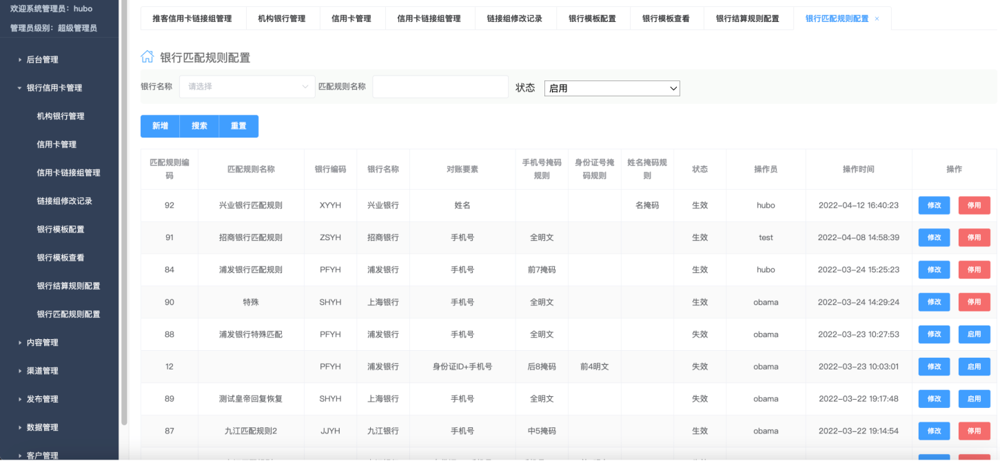 欢迎系统管理员：hubo
管理员级别：超级管理员
后台管理
银行信用卡管理
机构银行管理
信用卡管理
信用卡链接组管理
链接组修改记录
银行模板配置
银行模板查看
银行结算规则配置
银行匹配规则配置
内容管理
渠道管理
发布管理
数据管理
客户管理
推客信用卡链接组管理 机构银行管理 信用卡管理 信用卡链接组管理 链接组修改记录 银行模板配置 银行模板查看 银行结算规则配置 银行匹配规则配置 ×
银行匹配规则配置
银行名称 请选择 匹配规则名称 状态 启用
新增 搜索 重置
匹配规则编码 匹配规则名称 银行编码 银行名称 对账要素 手机号掩码规则 身份证号掩码规则 姓名掩码规则 状态 操作员 操作时间 操作
92 兴业银行匹配规则 XYYH 兴业银行 姓名 名掩码 生效 hubo 2022-04-12 16:40:23 修改 停用
91 招商银行匹配规则 ZSYH 招商银行 手机号 全明文 生效 test 2022-04-08 14:58:39 修改 停用
84 浦发银行匹配规则 PFYH 浦发银行 手机号 前7掩码 生效 hubo 2022-03-24 15:25:23 修改 停用
90 特殊 SHYH 上海银行 手机号 全明文 生效 obama 2022-03-24 14:29:24 修改 停用
88 浦发银行特殊匹配 PFYH 浦发银行 手机号 全明文 失效 obama 2022-03-23 10:27:53 修改 启用
12 PFYH 浦发银行 身份证ID+手机号 后8掩码 前4明文 失效 obama 2022-03-23 10:03:01 修改 启用
89 测试皇帝回复恢复 SHYH 上海银行 手机号 全明文 失效 obama 2022-03-22 19:17:48 修改 启用
87 九江匹配规则2 JJYH 九江银行 手机号 中5掩码 生效 obama 2022-03-22 19:14:54 修改 停用